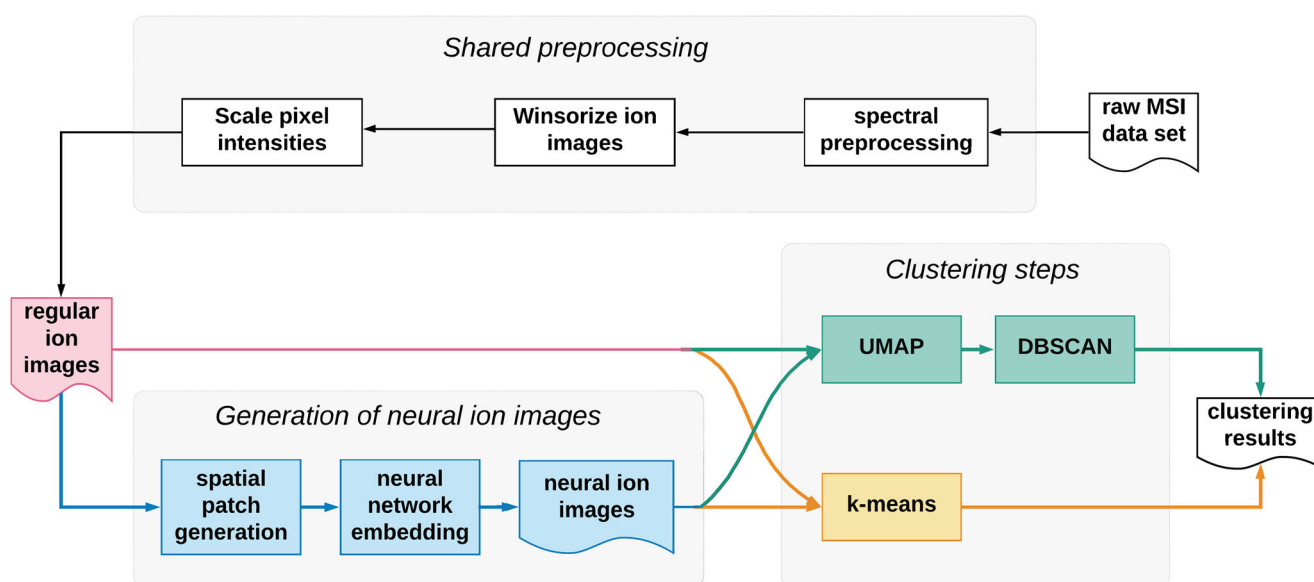 Shared preprocessing
Scale pixel
intensities
Winsorize ion
images
spectral
preprocessing
raw MSI
data set
regular
ion
images
Clustering steps
UMAP
DBSCAN
Generation of neural ion images
spatial
patch
generation
neural
network
embedding
neural ion
images
k-means
clustering
results